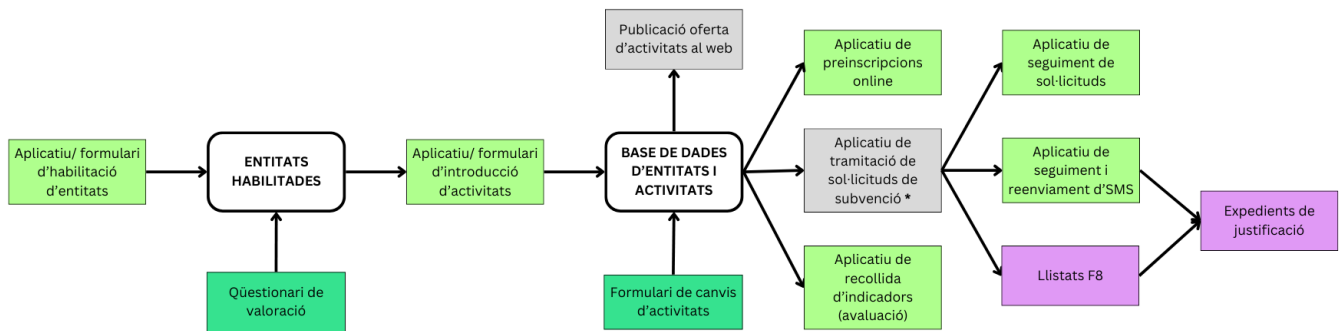 Aplicatiu/ formulari
d'habilitació
d'entitats
ENTITATS
HABILITADES
Qüestionari de
valoració
Aplicatiu/ formulari
d'introducció
d'activitats
Publicació oferta
d'activitats al web
BASE DE DADES
D'ENTITATS I
ACTIVITATS
Formulari de canvis
d'activitats
Aplicatiu de
preinscripcions
online
Aplicatiu de
tramitació de
sol·licituds de
subvenció *
Aplicatiu de
recollida
d'indicadors
(avaluació)
Aplicatiu de
seguiment de
sol·licituds
Aplicatiu de
seguiment i
reenviament d'SMS
Llistats F8
Expedients de
justificació